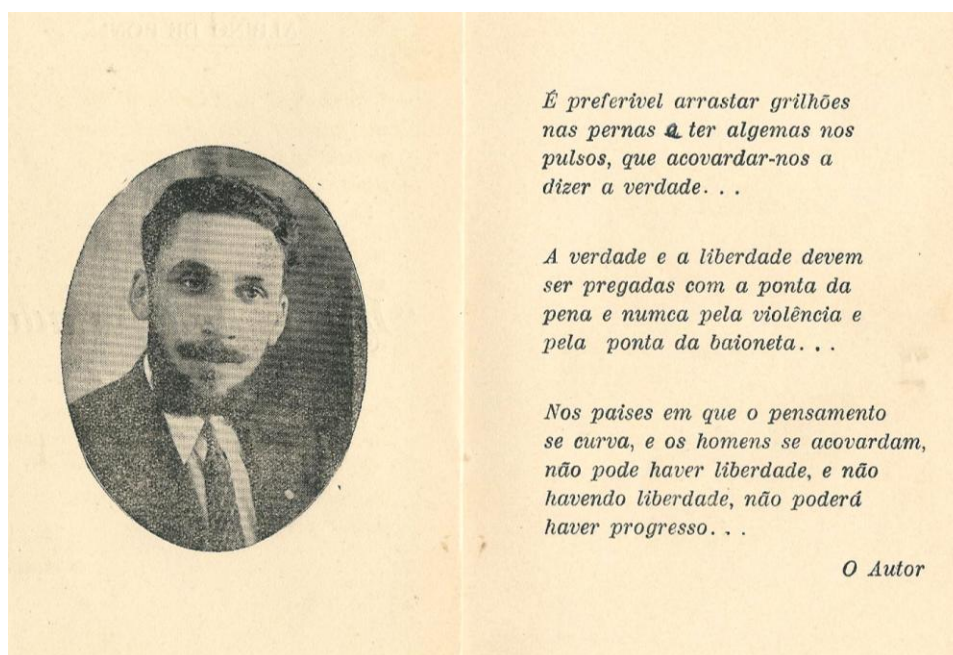 É preferivel arrastar grilhões
nas pernas a ter algemas nos
pulsos, que acovardar-nos a
dizer a verdade. . .
A verdade e a liberdade devem
ser pregadas com a ponta da
pena e numca pela violência e
pela ponta da baioneta. . .
Nos paises em que o pensamento
se curva, e os homens se acovardam,
não pode haver liberdade, e não
havendo liberdade, não poderá
haver progresso. . .
O Autor